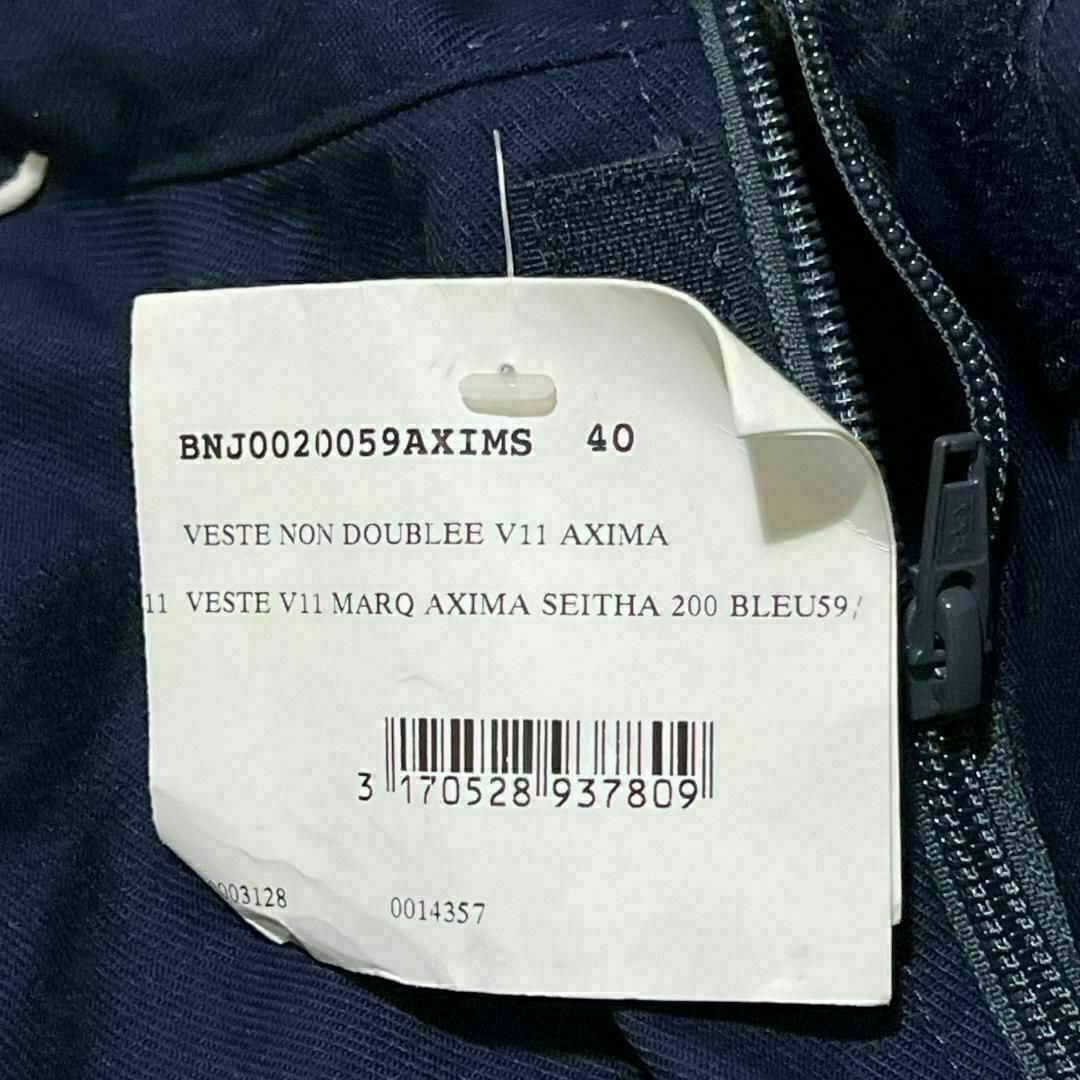 BNJ0020059AXIMS 40
VESTE NON DOUBLEE V11 AXIMA
11 VESTE V11 MARQ AXIMA SEITHA 200 BLEU59/
3 170528 937809
0003128 0014357